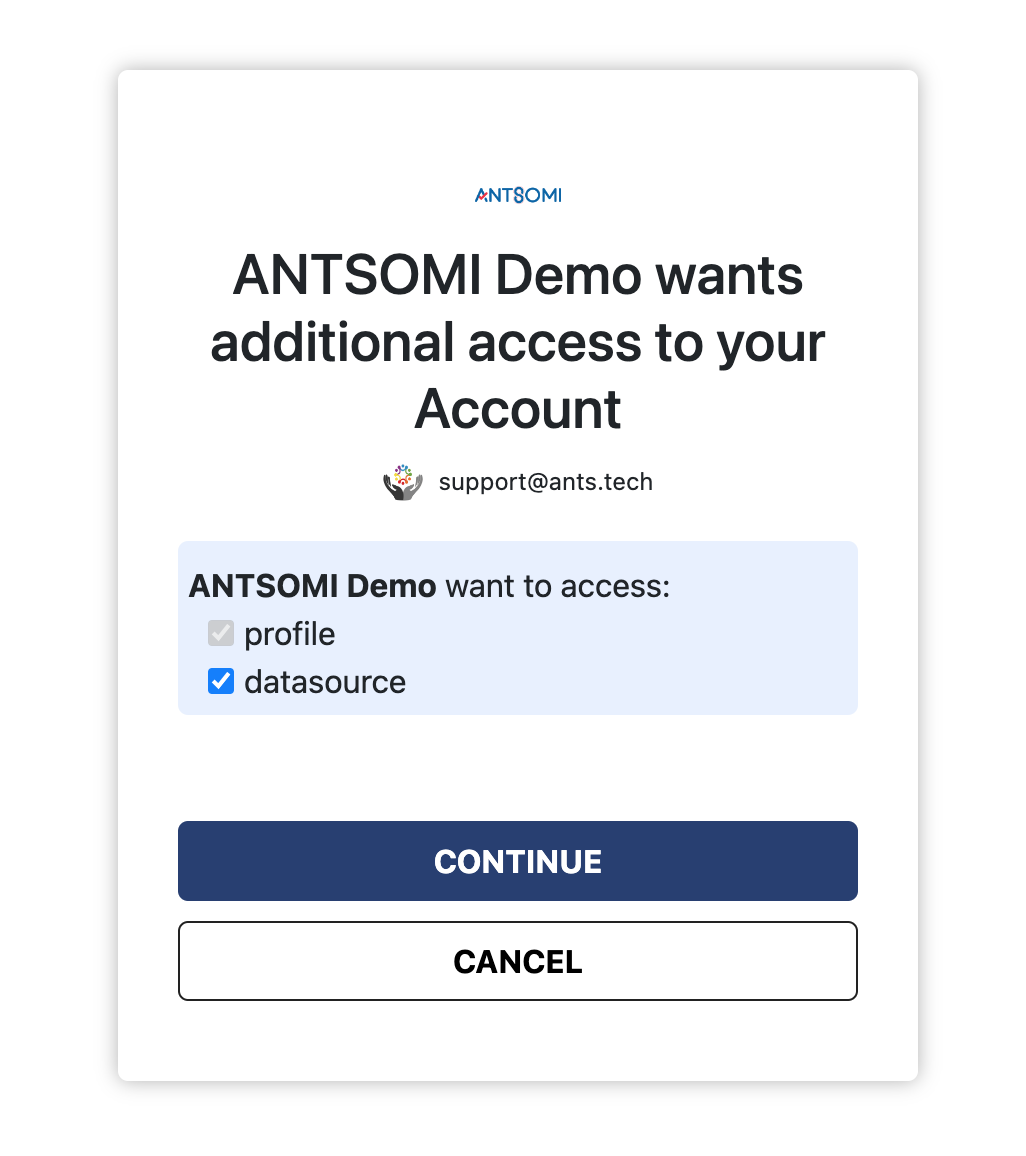 ANTSOMI
ANTSOMI Demo wants
additional access to your
Account
support@ants.tech
ANTSOMI Demo want to access:
profile
datasource
CONTINUE
CANCEL